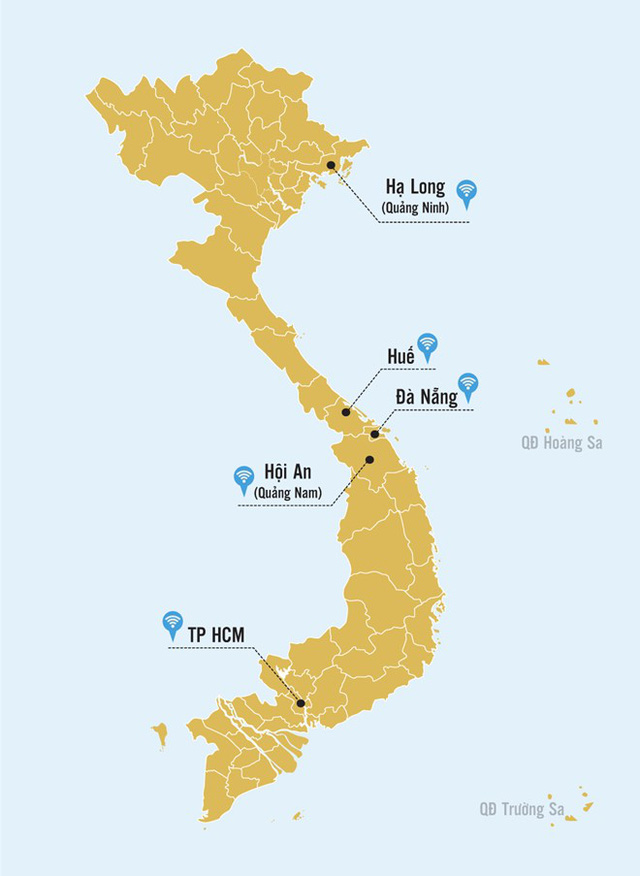 Hạ Long
(Quảng Ninh)
Huế
Đà Nẵng
QĐ Hoàng Sa
Hội An
(Quảng Nam)
TP HCM
QĐ Trường Sa